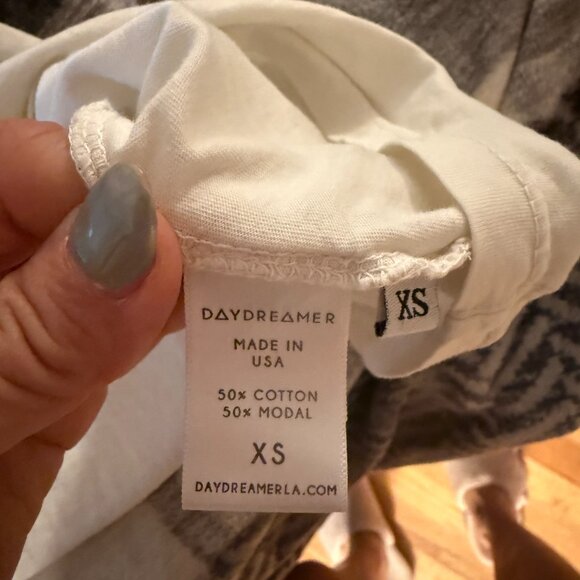 DAYDREAMER
MADE IN
USA
50% COTTON
50% MODAL
XS
DAYDREAMERLA.COM
XS